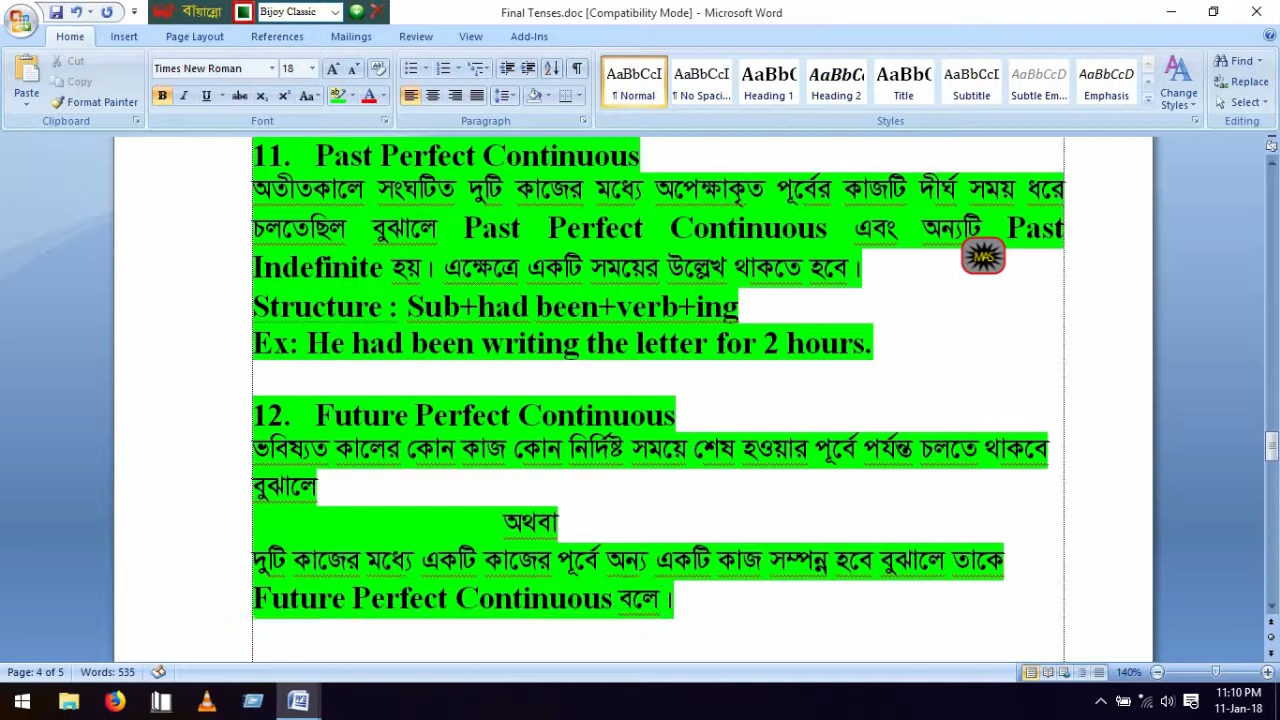 বায়ান্নো Bijoy Classic Final Tenses.doc [Compatibility Mode] - Microsoft Word
Home Insert Page Layout References Mailings Review View Add-Ins
Cut Times New Roman 18 AaBbCcI AaBbCcI AaBbC AaBbCc AaBbC AaBbCcI AaBbCcD AaBbCcD Find
Copy Replace
Paste Format Painter B I U abc x₂ x² Aa ¶ Normal ¶ No Spaci... Heading 1 Heading 2 Title Subtitle Subtle Em... Emphasis Change Styles Select
Clipboard Font Paragraph Styles Editing
11. Past Perfect Continuous
অতীতকালে সংঘটিত দুটি কাজের মধ্যে অপেক্ষাকৃত পূর্বের কাজটি দীর্ঘ সময় ধরে
চলতেছিল বুঝালে Past Perfect Continuous এবং অন্যটি Past
MAS
Indefinite হয়। এক্ষেত্রে একটি সময়ের উল্লেখ থাকতে হবে।
Structure : Sub+had been+verb+ing
Ex: He had been writing the letter for 2 hours.
12. Future Perfect Continuous
ভবিষ্যত কালের কোন কাজ কোন নির্দিষ্ট সময়ে শেষ হওয়ার পূর্বে পর্যন্ত চলতে থাকবে
বুঝালে
অথবা
দুটি কাজের মধ্যে একটি কাজের পূর্বে অন্য একটি কাজ সম্পন্ন হবে বুঝালে তাকে
Future Perfect Continuous বলে।
Page: 4 of 5 Words: 535 140%
11:10 PM
11-Jan-18